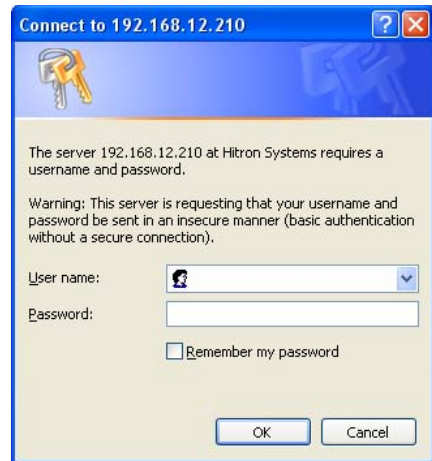 Connect to 192.168.12.210
The server 192.168.12.210 at Hitron Systems requires a
username and password.
Warning: This server is requesting that your username and
password be sent in an insecure manner (basic authentication
without a secure connection).
User name:
Password:
Remember my password
OK
Cancel